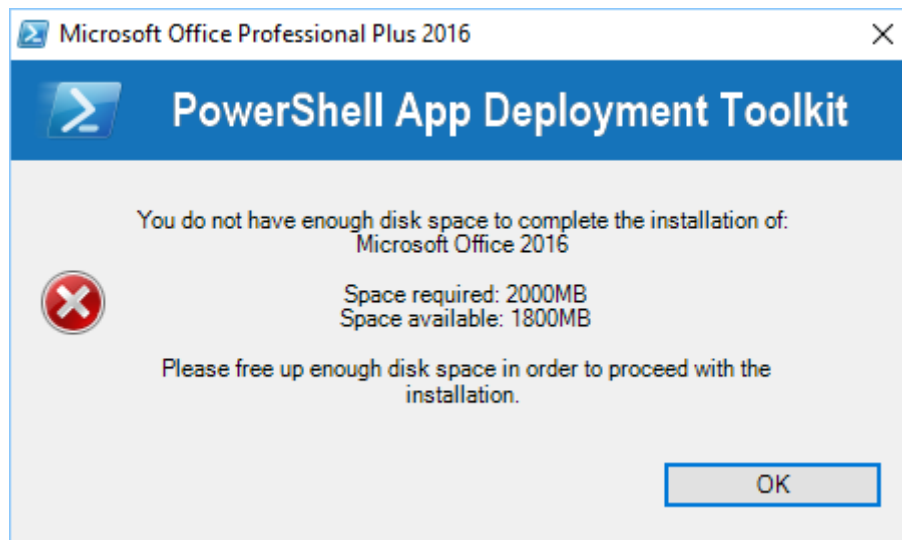 Microsoft Office Professional Plus 2016
PowerShell App Deployment Toolkit
You do not have enough disk space to complete the installation of:
Microsoft Office 2016
Space required: 2000MB
Space available: 1800MB
Please free up enough disk space in order to proceed with the
installation.
OK